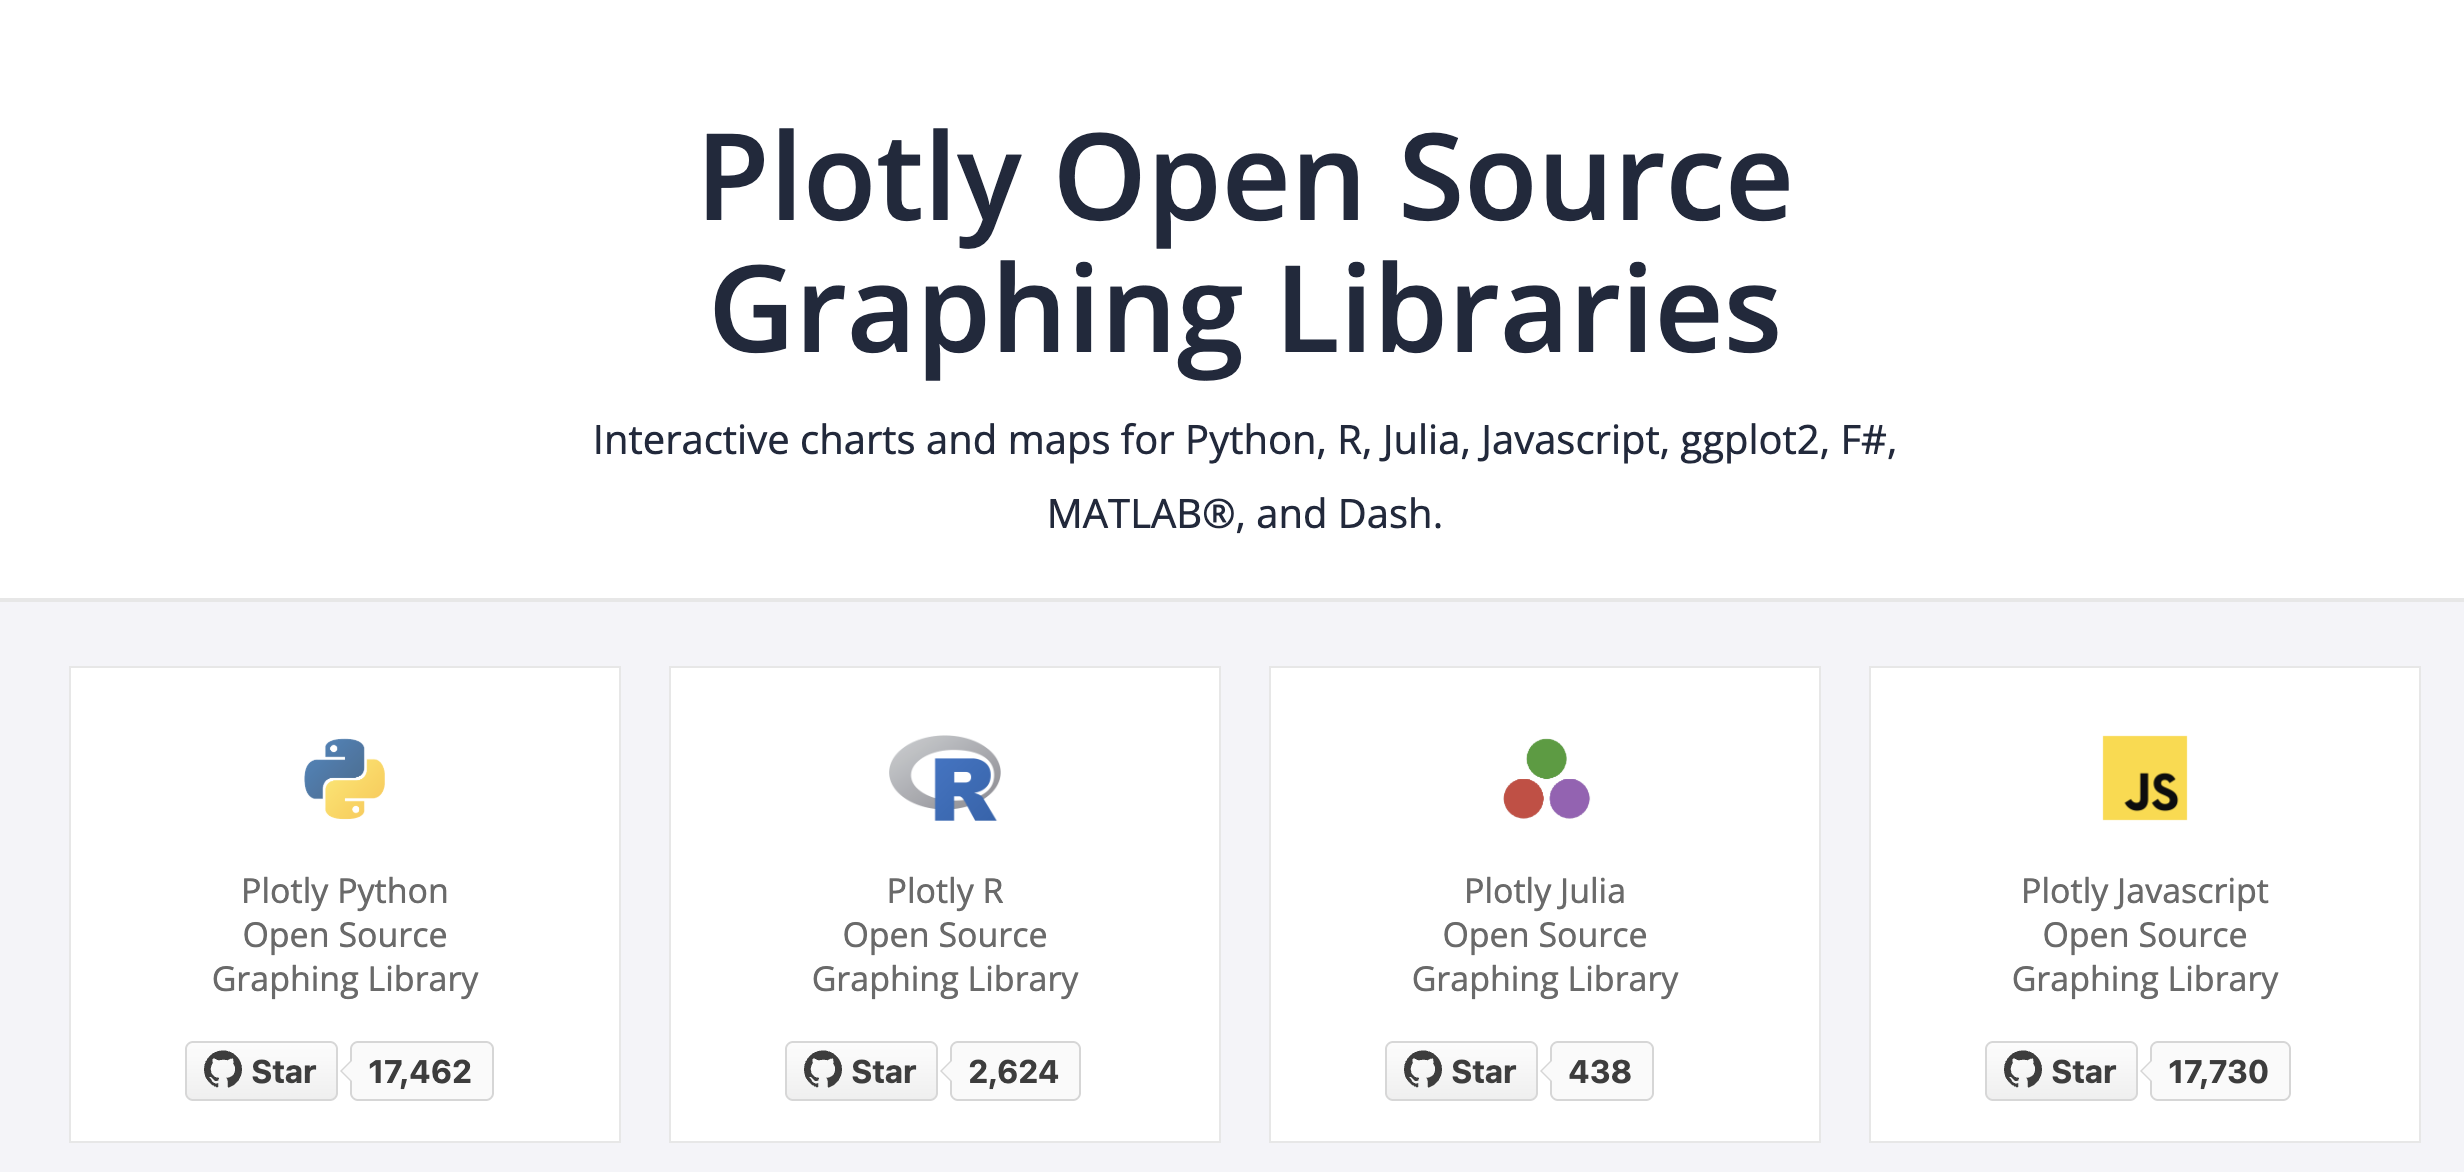 Plotly Open Source
Graphing Libraries
Interactive charts and maps for Python, R, Julia, Javascript, ggplot2, F#,
MATLAB®, and Dash.
R
JS
Plotly Python
Open Source
Graphing Library
Star 17,462
Plotly R
Open Source
Graphing Library
Star 2,624
Plotly Julia
Open Source
Graphing Library
Star 438
Plotly Javascript
Open Source
Graphing Library
Star 17,730